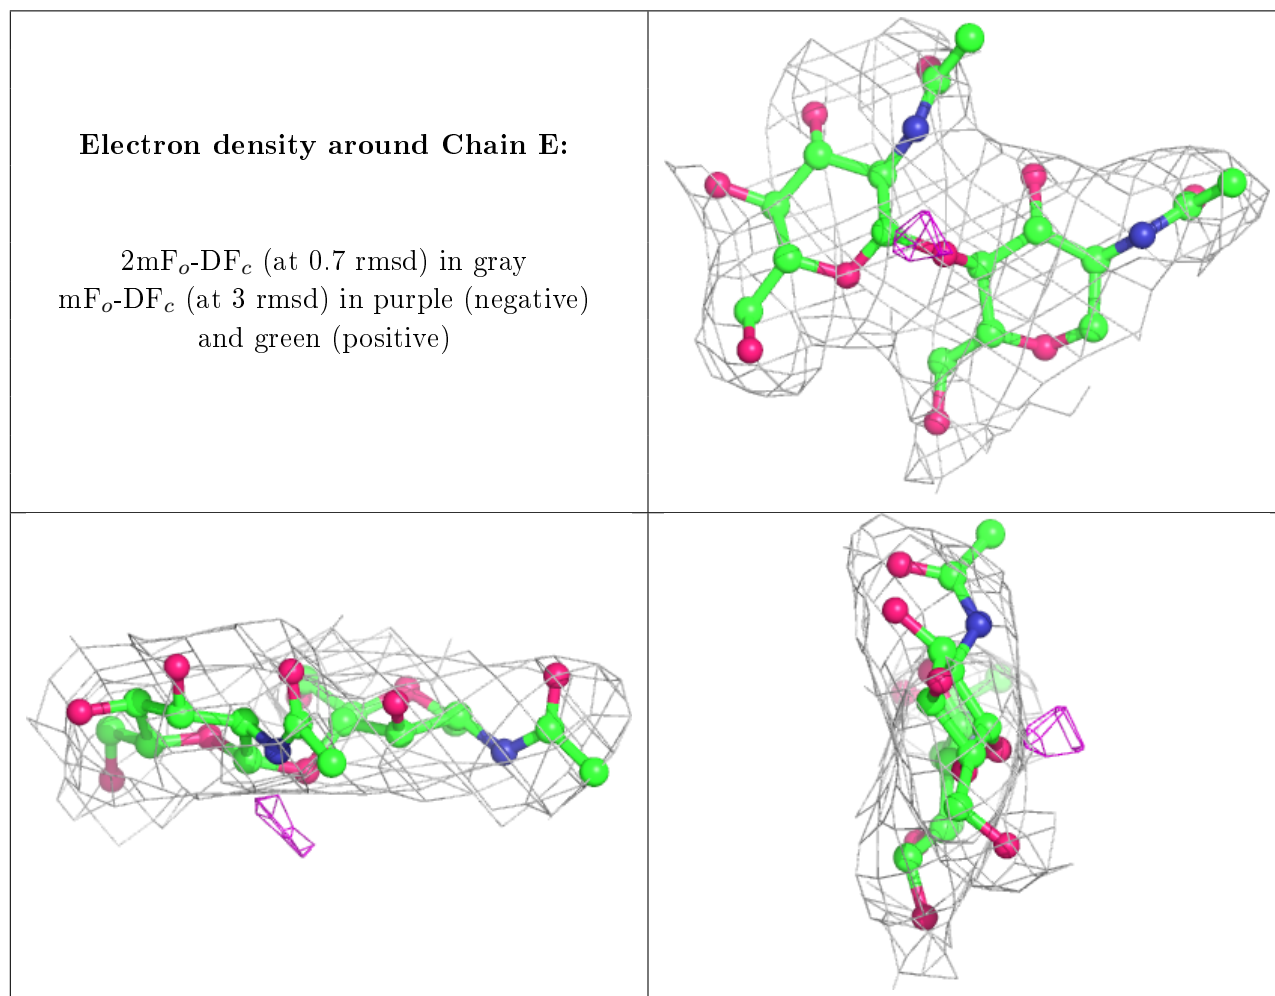 Electron density around Chain E:
2mFₒ-DF𝒸 (at 0.7 rmsd) in gray
mFₒ-DF𝒸 (at 3 rmsd) in purple (negative)
and green (positive)